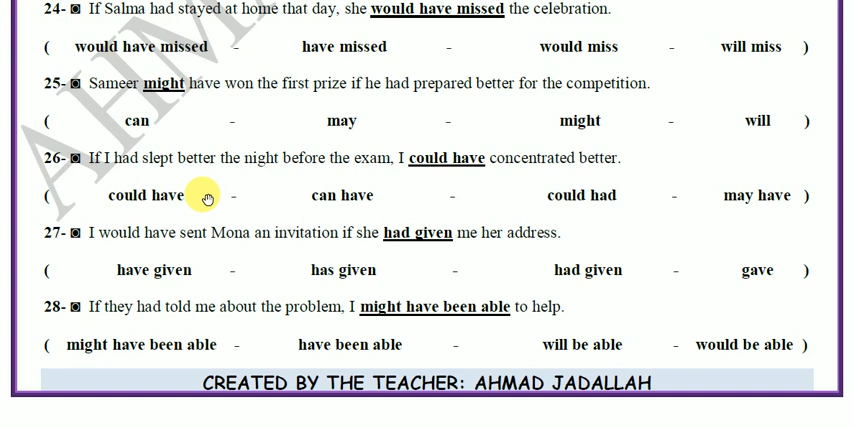 24- ◙ If Salma had stayed at home that day, she would have missed the celebration.
( would have missed - have missed - would miss - will miss )
25- ◙ Sameer might have won the first prize if he had prepared better for the competition.
( can - may - might - will )
26- ◙ If I had slept better the night before the exam, I could have concentrated better.
( could have - can have - could had - may have )
27- ◙ I would have sent Mona an invitation if she had given me her address.
( have given - has given - had given - gave )
28- ◙ If they had told me about the problem, I might have been able to help.
( might have been able - have been able - will be able - would be able )
CREATED BY THE TEACHER: AHMAD JADALLAH